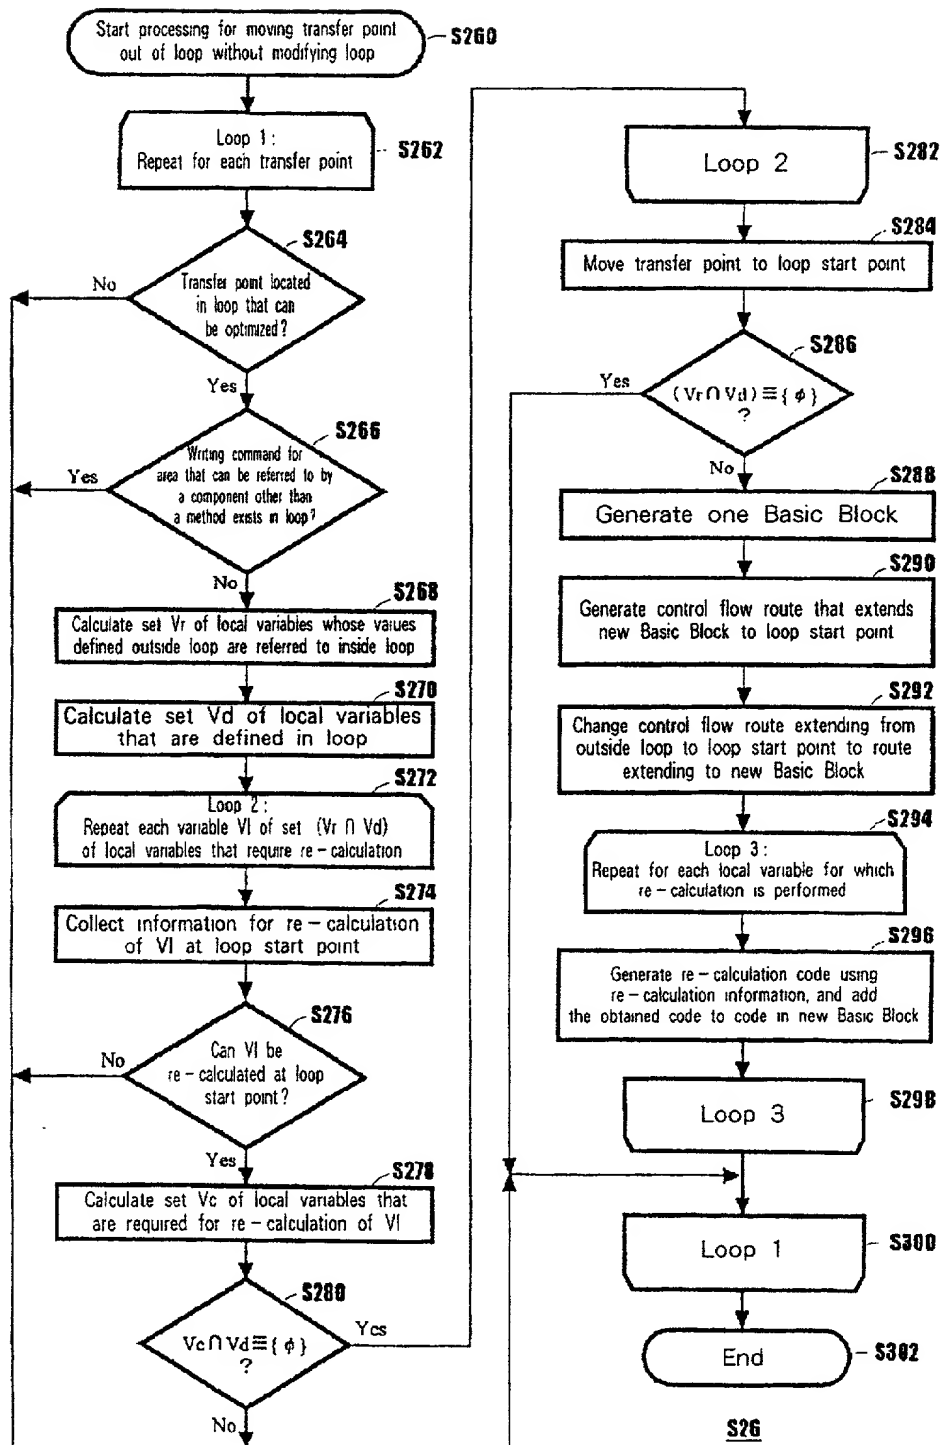 Start processing for moving transfer point
out of loop without modifying loop
S260
Loop 1 :
Repeat for each transfer point
S262
S264
No
Transfer point located
in loop that can
be optimized?
Yes
S266
Yes
Writing command for
area that can be referred to by
a component other than
a method exists in loop?
No
S268
Calculate set Vr of local variables whose values
defined outside loop are referred to inside loop
S270
Calculate set Vd of local variables
that are defined in loop
S272
Loop 2 :
Repeat each variable Vl of set (Vr ∩ Vd)
of local variables that require re-calculation
S274
Collect information for re-calculation
of Vl at loop start point
S276
No
Can Vl be
re-calculated at loop
start point?
Yes
S278
Calculate set Vc of local variables that
are required for re-calculation of Vl
S280
Vc ∩ Vd ≡ { φ }
?
Yes
No
Loop 2
S282
S284
Move transfer point to loop start point
S286
Yes
(Vr ∩ Vd) ≡ { φ }
?
No
S288
Generate one Basic Block
S290
Generate control flow route that extends
new Basic Block to loop start point
S292
Change control flow route extending from
outside loop to loop start point to route
extending to new Basic Block
S294
Loop 3 :
Repeat for each local variable for which
re-calculation is performed
S296
Generate re-calculation code using
re-calculation information, and add
the obtained code to code in new Basic Block
Loop 3
S298
Loop 1
S300
End
S302
S26